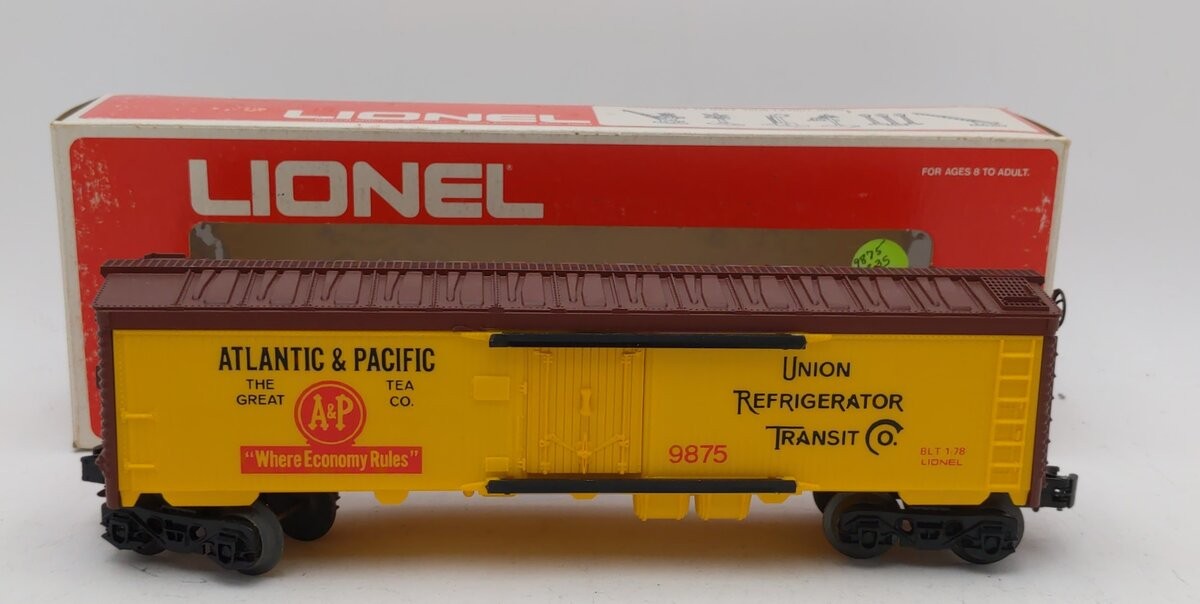 LIONEL
LIONEL
FOR AGES 8 TO ADULT.
9875
ATLANTIC & PACIFIC
THE GREAT
A&P
TEA CO.
"Where Economy Rules"
UNION
REFRIGERATOR
TRANSIT CO.
9875
BLT 1-78
LIONEL